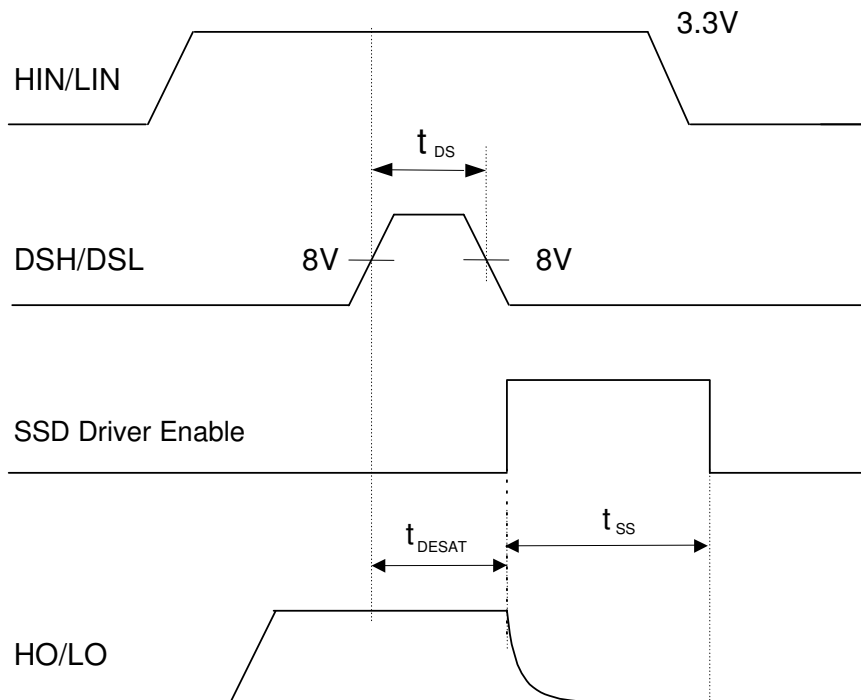 3.3V
HIN/LIN
t DS
DSH/DSL 8V 8V
SSD Driver Enable
t DESAT t SS
HO/LO